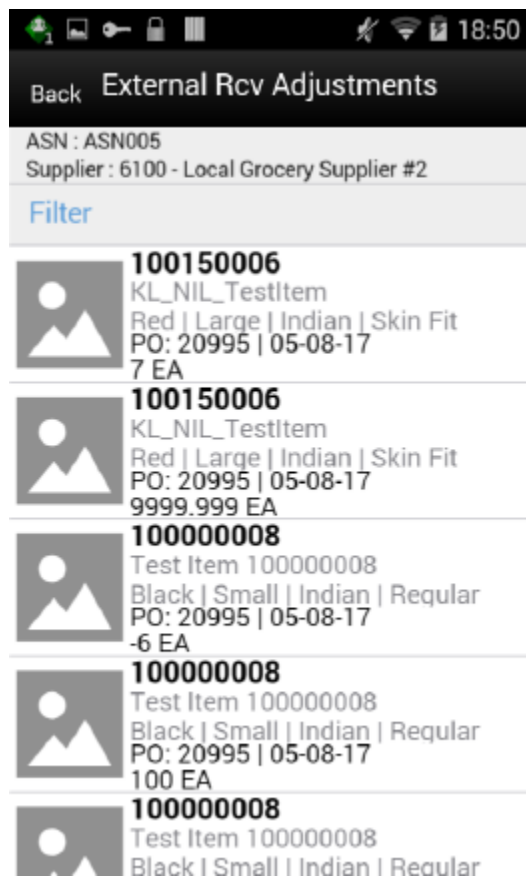 1 18:50
Back External Rcv Adjustments
ASN : ASN005
Supplier : 6100 - Local Grocery Supplier #2
Filter
100150006
KL_NIL_TestItem
Red | Large | Indian | Skin Fit
PO: 20995 | 05-08-17
7 EA
100150006
KL_NIL_TestItem
Red | Large | Indian | Skin Fit
PO: 20995 | 05-08-17
9999.999 EA
100000008
Test Item 100000008
Black | Small | Indian | Regular
PO: 20995 | 05-08-17
-6 EA
100000008
Test Item 100000008
Black | Small | Indian | Regular
PO: 20995 | 05-08-17
100 EA
100000008
Test Item 100000008
Black | Small | Indian | Regular